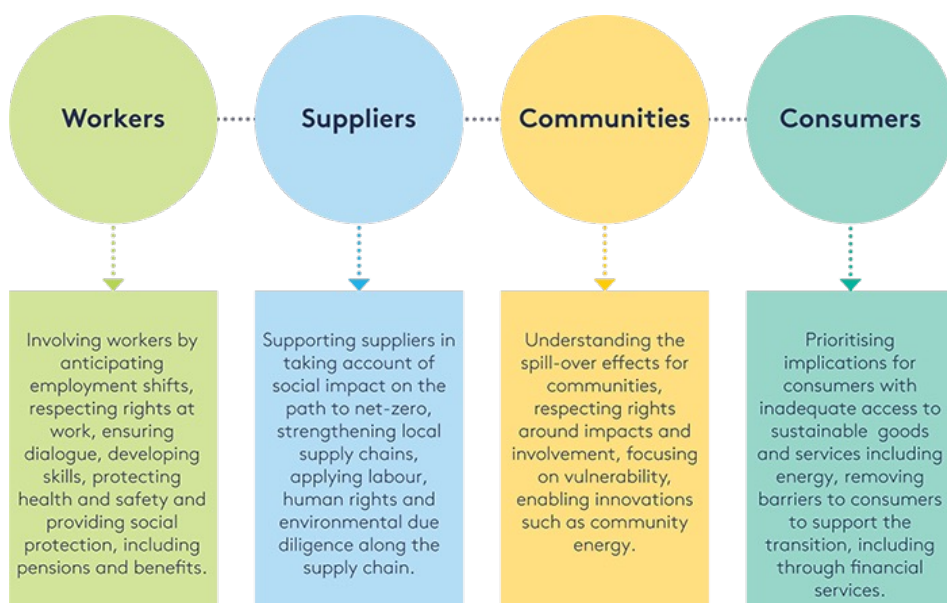 Workers
Suppliers
Communities
Consumers
Involving workers by
anticipating
employment shifts,
respecting rights at
work, ensuring
dialogue, developing
skills, protecting
health and safety and
providing social
protection, including
pensions and benefits.
Supporting suppliers in
taking account of
social impact on the
path to net-zero,
strengthening local
supply chains,
applying labour,
human rights and
environmental due
diligence along the
supply chain.
Understanding the
spill-over effects for
communities,
respecting rights
around impacts and
involvement, focusing
on vulnerability,
enabling innovations
such as community
energy.
Prioritising
implications for
consumers with
inadequate access to
sustainable goods
and services including
energy, removing
barriers to consumers
to support the
transition, including
through financial
services.